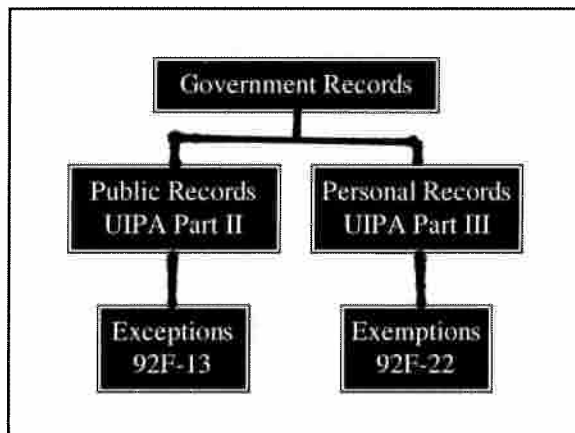 Government Records
Public Records
UIPA Part II
Personal Records
UIPA Part III
Exceptions
92F-13
Exemptions
92F-22